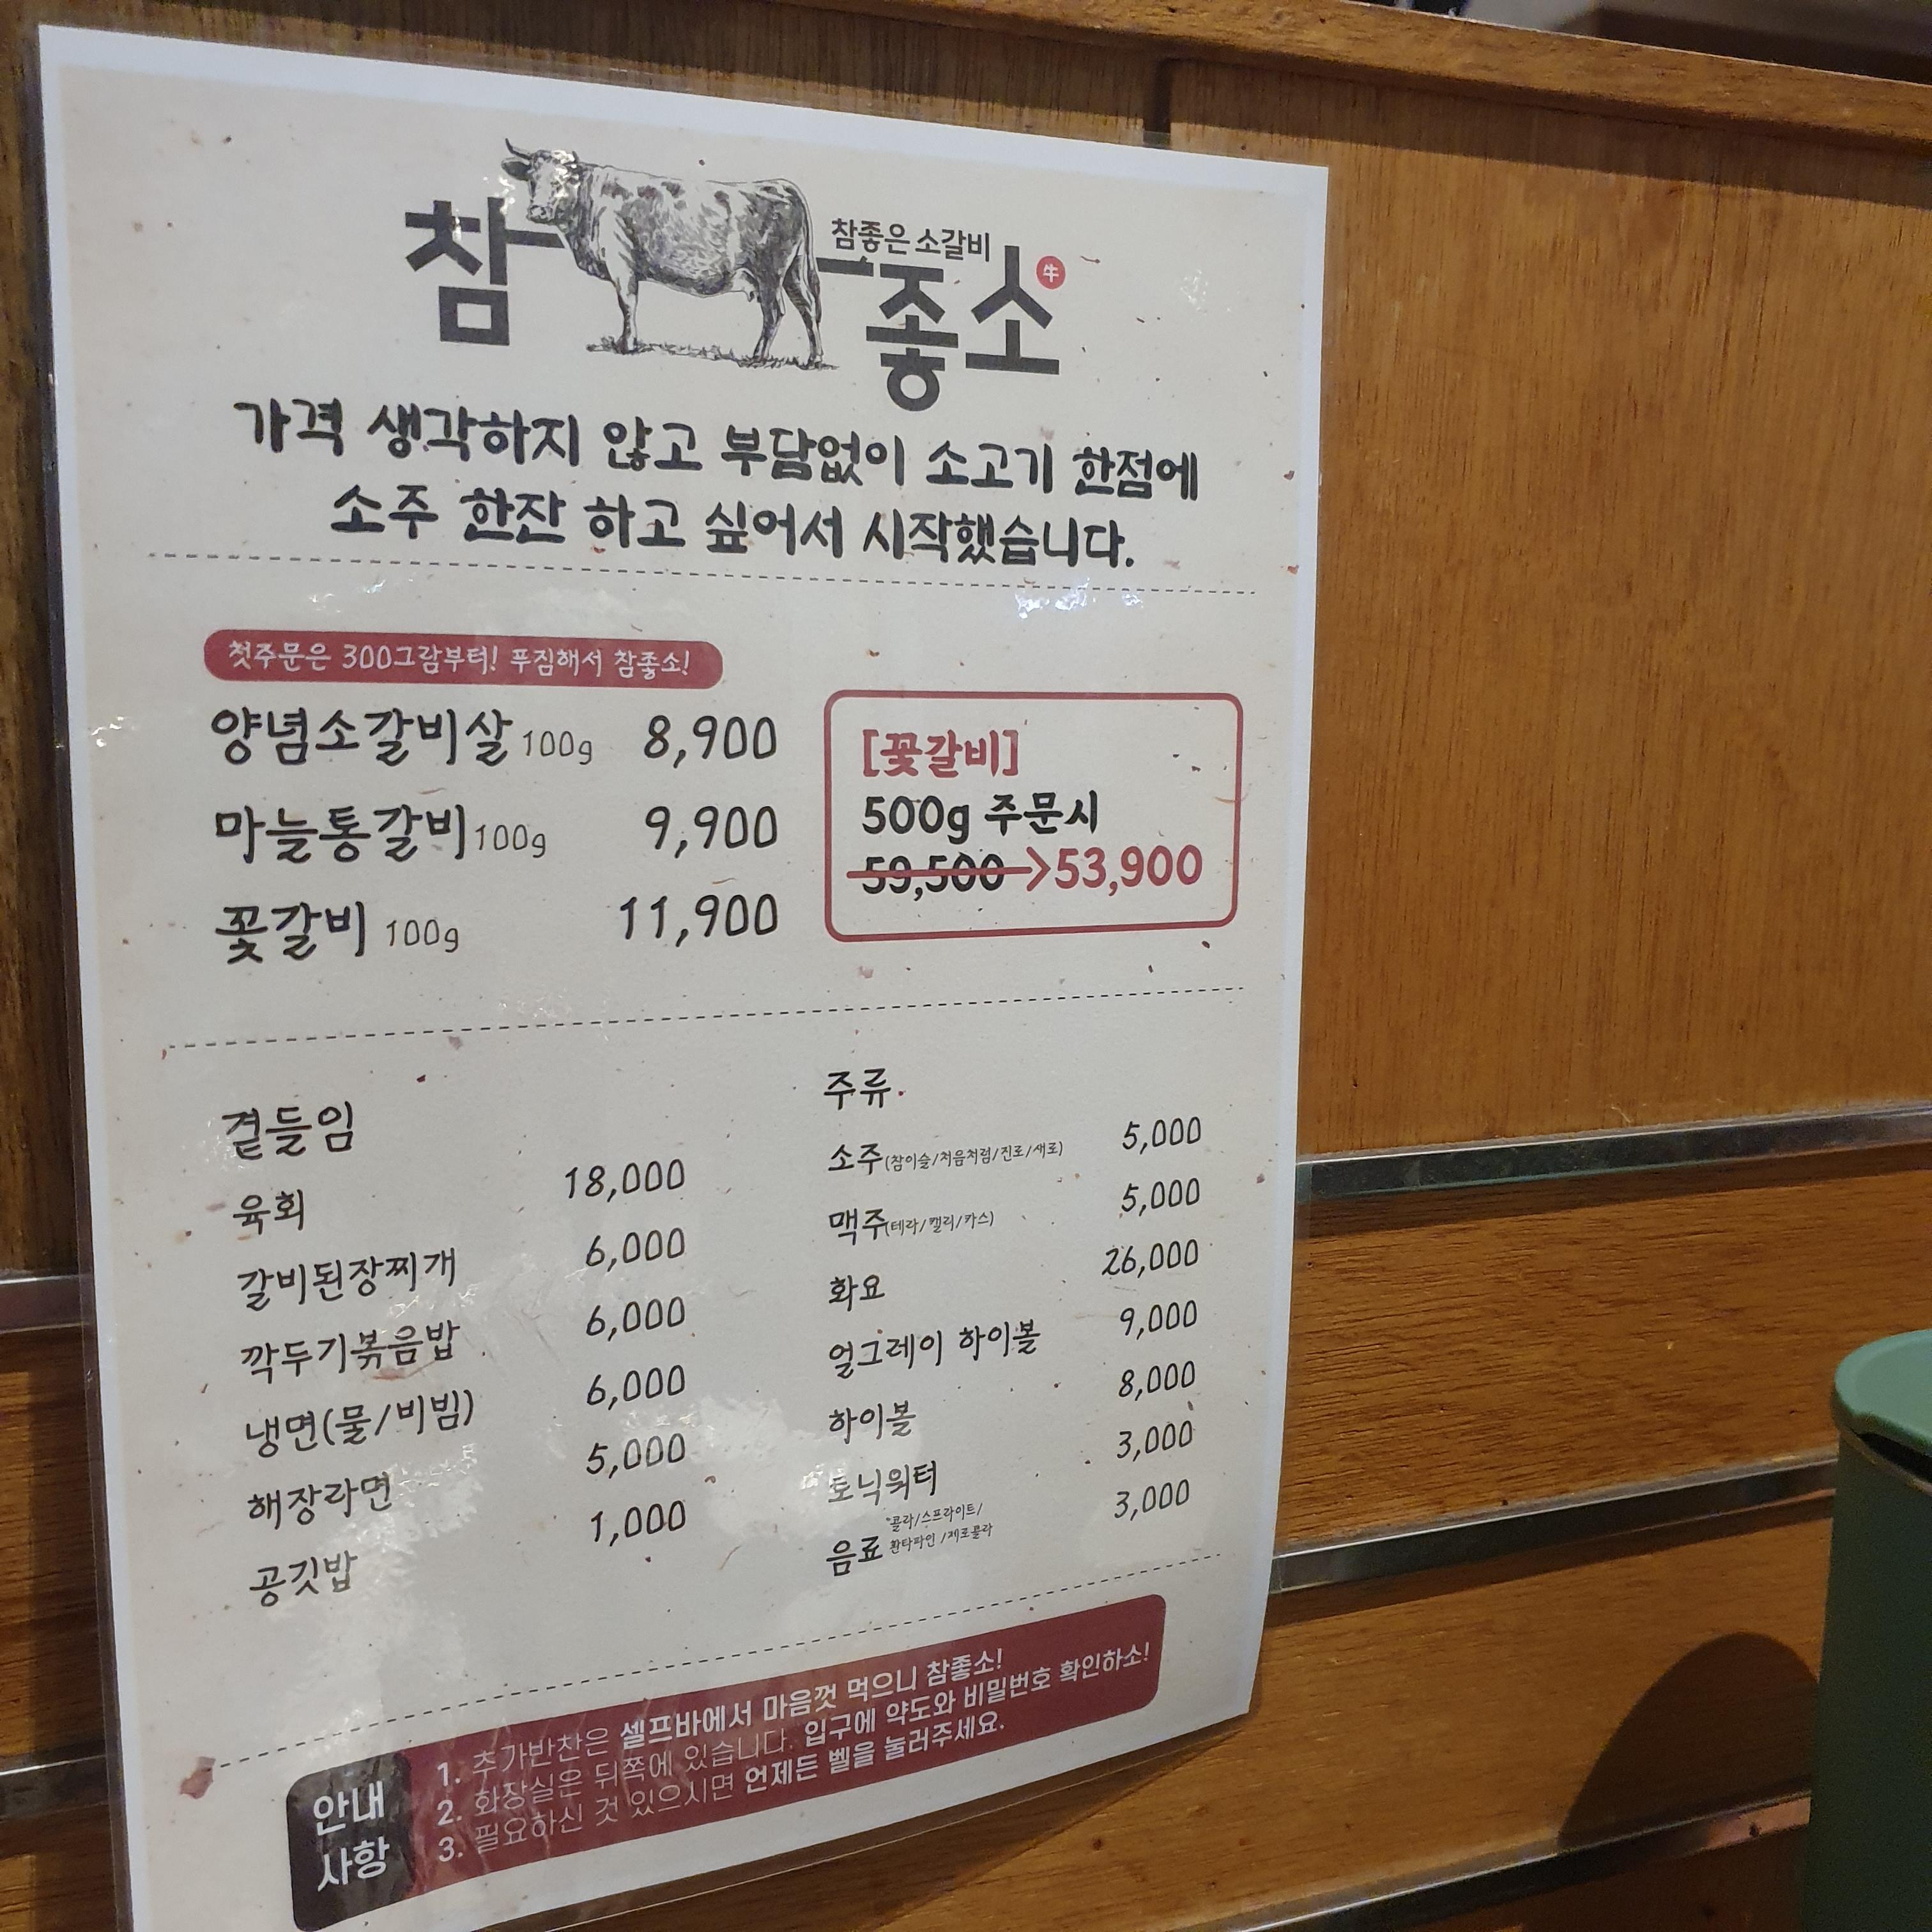 참좋소
참좋은 소갈비
牛
가격 생각하지 않고 부담없이 소고기 한점에
소주 한잔 하고 싶어서 시작했습니다.
첫주문은 300그람부터! 푸짐해서 참좋소!
양념소갈비살 100g 8,900
마늘통갈비 100g 9,900
꽃갈비 100g 11,900
[꽃갈비]
500g 주문시
59,500 → 53,900
곁들임
육회 18,000
갈비된장찌개 6,000
깍두기볶음밥 6,000
냉면(물/비빔) 6,000
해장라면 5,000
공깃밥 1,000
주류
소주(참이슬/처음처럼/진로/새로) 5,000
맥주(테라/켈리/카스) 5,000
화요 26,000
얼그레이 하이볼 9,000
하이볼 8,000
토닉워터 3,000
음료 *콜라/스프라이트/ 3,000
환타파인/제로콜라
안내
사항
1. 추가반찬은 셀프바에서 마음껏 먹으니 참좋소!
2. 화장실은 뒤쪽에 있습니다. 입구에 약도와 비밀번호 확인하소!
3. 필요하신 것 있으시면 언제든 벨을 눌러주세요.